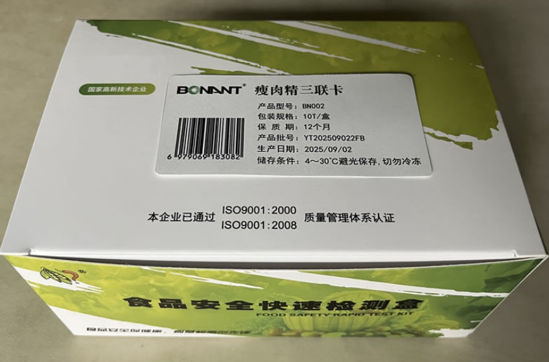 国家高新技术企业
BONANT®
瘦肉精三联卡
产品型号：BN002
包装规格：10T/盒
保 质 期：12个月
产品批号：YT202509022FB
生产日期：2025/09/02
储存条件：4～30℃避光保存，切勿冷冻
6 979069 183082
本企业已通过 ISO9001:2000 质量管理体系认证
ISO9001:2008
食品安全快速检测盒
FOOD SAFETY RAPID TEST KIT